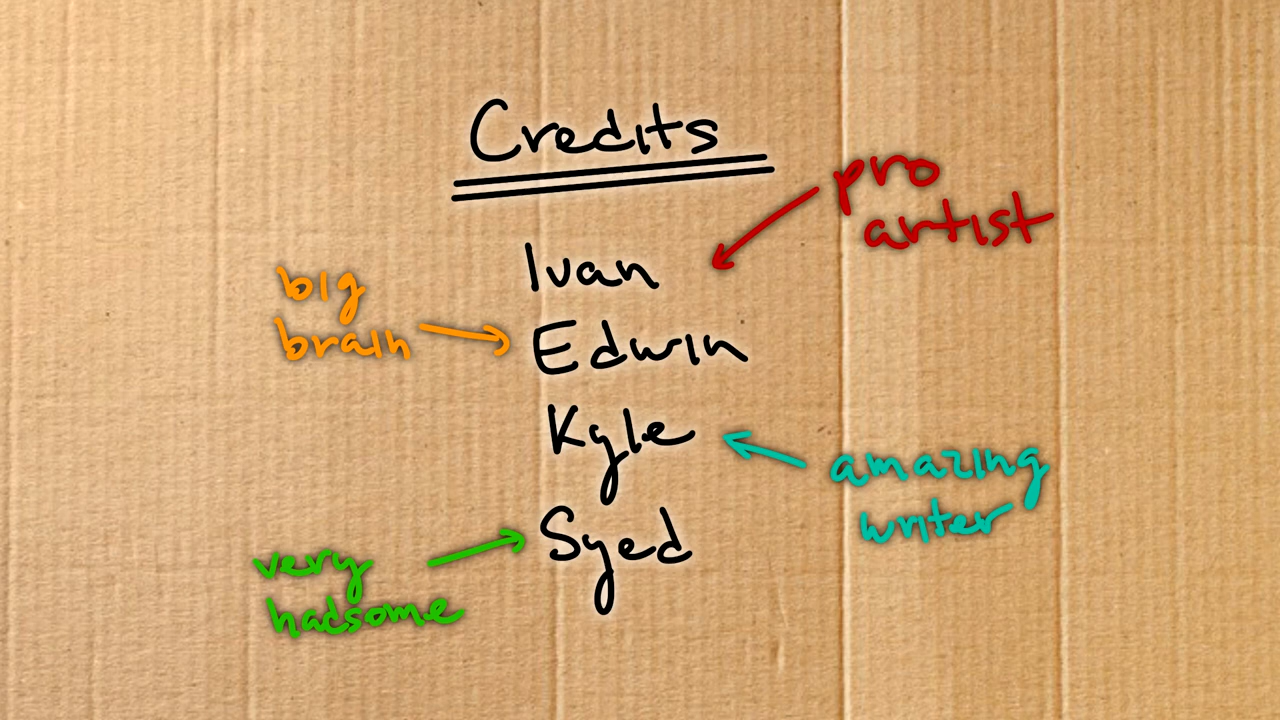 Credits
pro
artist
Ivan
big
brain
Edwin
Kyle
amazing
writer
Syed
very
hadsome